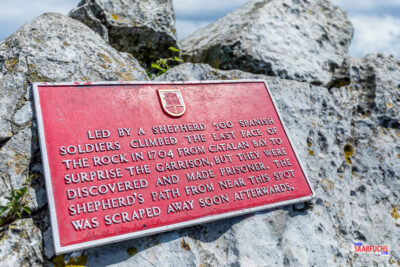 LED BY A SHEPHERD 500 SPANISH
SOLDIERS CLIMBED THE EAST FACE OF
THE ROCK IN 1704 FROM CATALAN BAY TO
SURPRISE THE GARRISON, BUT THEY WERE
DISCOVERED AND MADE PRISONER. THE
SHEPHERD'S PATH FROM NEAR THIS SPOT
WAS SCRAPED AWAY SOON AFTERWARDS.
SAARFUCHS